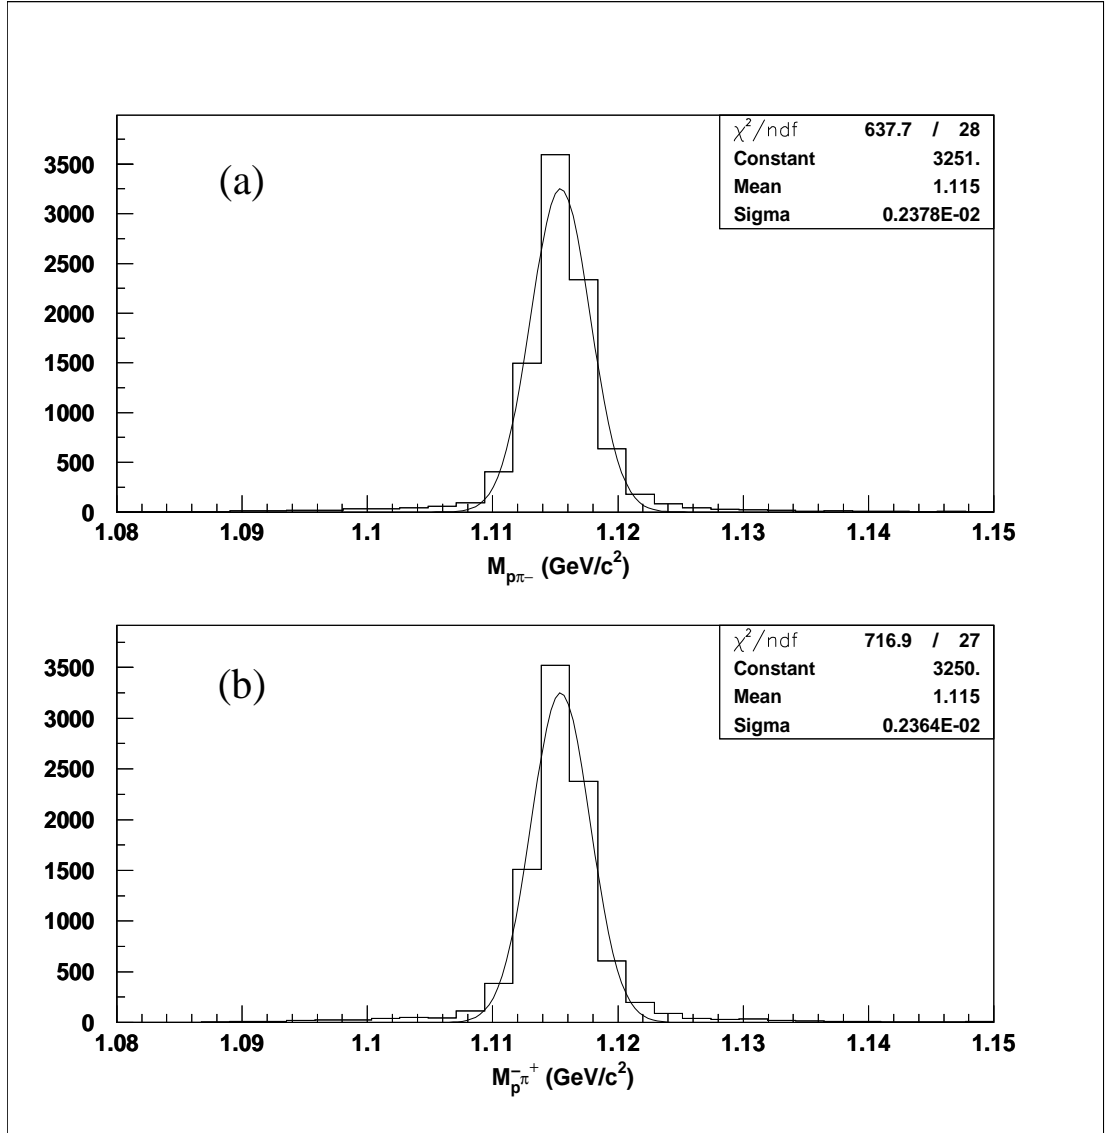 χ²/ndf 637.7 / 28
Constant 3251.
Mean 1.115
Sigma 0.2378E-02
(a)
3500
3000
2500
2000
1500
1000
500
0
1.08 1.09 1.1 1.11 1.12 1.13 1.14 1.15
M_pπ− (GeV/c²)
χ²/ndf 716.9 / 27
Constant 3250.
Mean 1.115
Sigma 0.2364E-02
(b)
3500
3000
2500
2000
1500
1000
500
0
1.08 1.09 1.1 1.11 1.12 1.13 1.14 1.15
M_p̄π⁺ (GeV/c²)